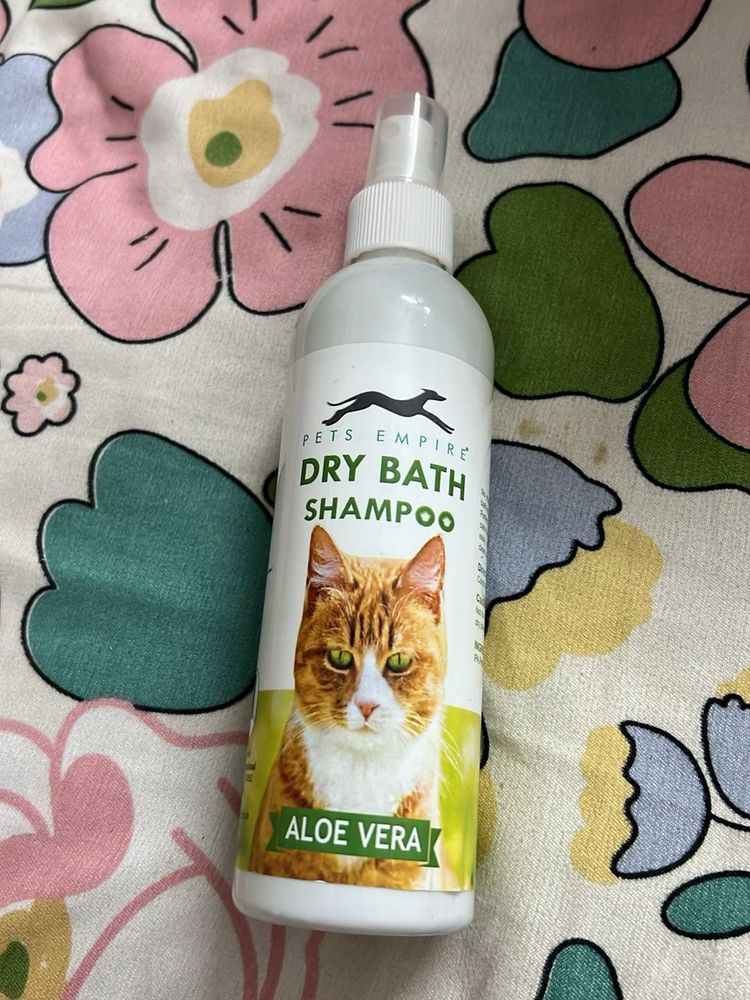 PETS EMPIRE
DRY BATH
SHAMPOO
ALOE VERA